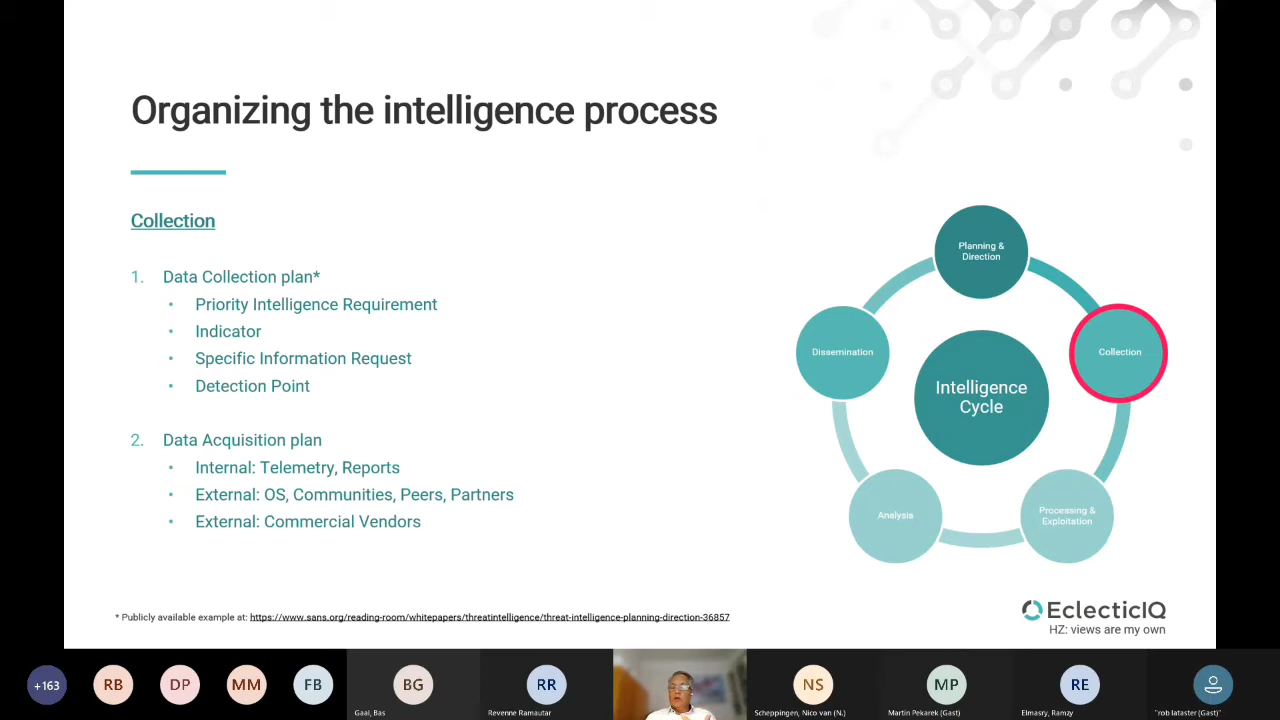 Organizing the intelligence process
Collection
1. Data Collection plan*
• Priority Intelligence Requirement
• Indicator
• Specific Information Request
• Detection Point
2. Data Acquisition plan
• Internal: Telemetry, Reports
• External: OS, Communities, Peers, Partners
• External: Commercial Vendors
Planning &
Direction
Collection
Processing &
Exploitation
Analysis
Dissemination
Intelligence
Cycle
* Publicly available example at: https://www.sans.org/reading-room/whitepapers/threatintelligence/threat-intelligence-planning-direction-36857
EclecticIQ
HZ: views are my own
+163
RB
DP
MM
FB
BG
Gaal, Bas
RR
Revenne Ramautar
NS
Scheppingen, Nico van (N.)
MP
Martin Pekarek (Gast)
RE
Elmasry, Ramzy
"rob lataster (Gast)"